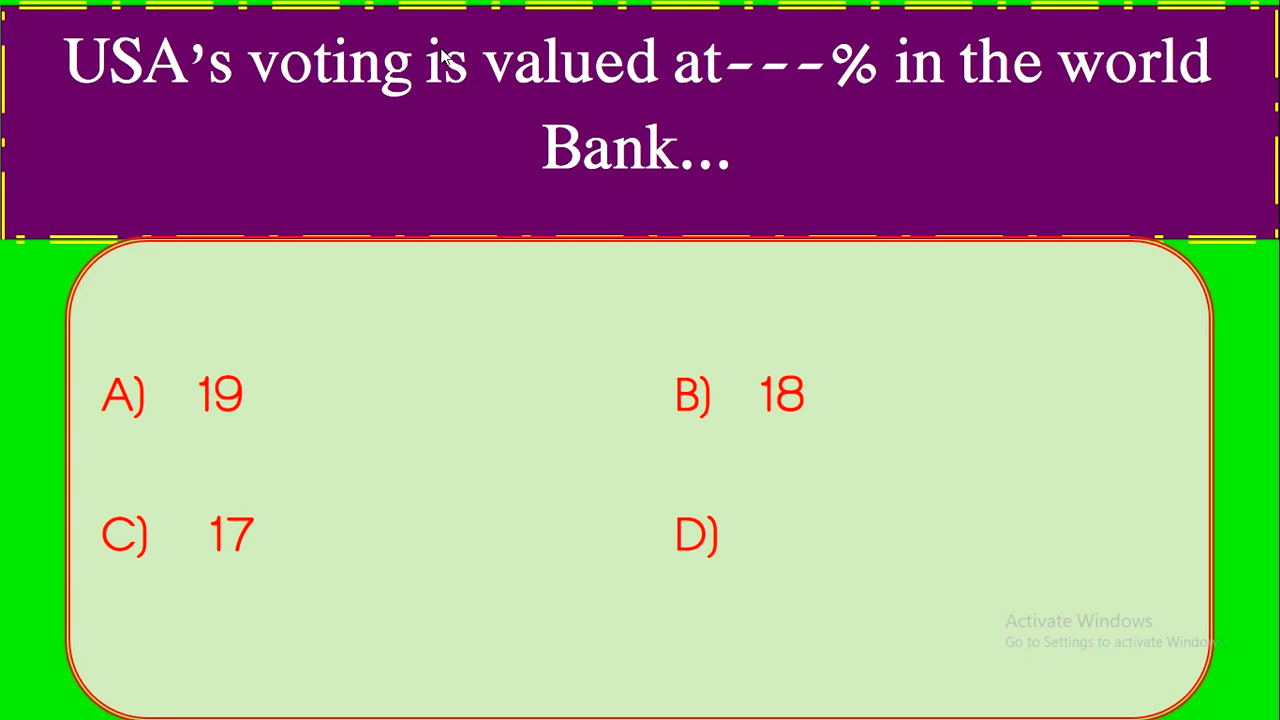 USA's voting is valued at---% in the world
Bank...
A) 19
B) 18
C) 17
D)
Activate Windows
Go to Settings to activate Windows.